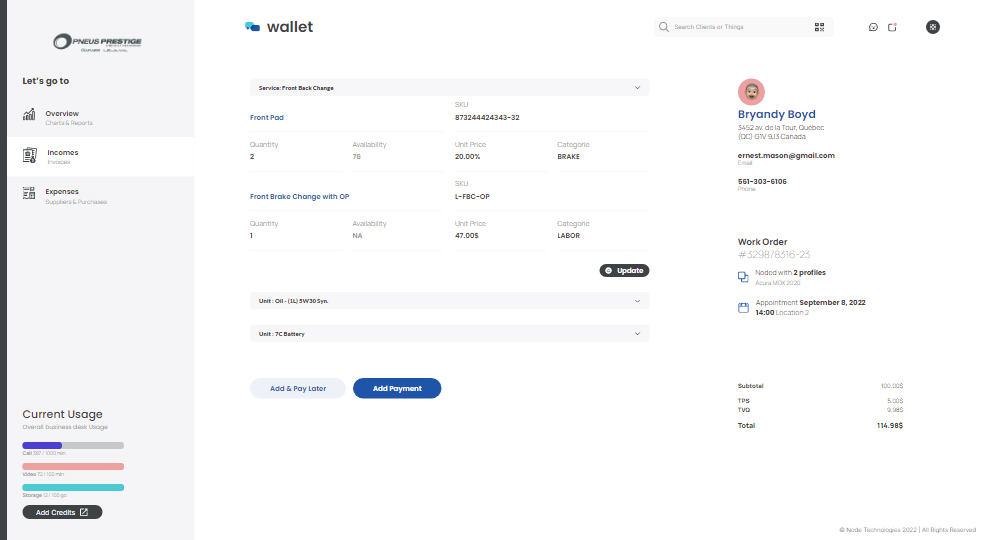 PNEUS PRESTIGE
Let's go to
Overview
Charts & Reports
Incomes
Invoices
Expenses
Suppliers & Purchases
Current Usage
Overall business desk Usage
Call 597 / 1000 min
Video 73 / 100 min
Storage 12 / 100 go
Add Credits
wallet
Search Clients or Things
Service: Front Back Change
SKU
Front Pad
873244424343-32
Quantity
Availability
Unit Price
Categorie
2
78
20.00%
BRAKE
SKU
Front Brake Change with OP
L-FBC-OP
Quantity
Availability
Unit Price
Categorie
1
NA
47.00$
LABOR
Update
Unit : Oil - (1L) 5W30 Syn.
Unit : 7C Battery
Add & Pay Later
Add Payment
Bryandy Boyd
3452 av. de la Tour, Québec
(QC) G1V 9J3 Canada
ernest.mason@gmail.com
Email
561-303-6106
Phone
Work Order
#329878316-23
Noded with 2 profiles
Acura MDX 2020
Appointment September 8, 2022
14:00 Location 2
Subtotal 100.00$
TPS 5.00$
TVQ 9.98$
Total 114.98$
© Node Technologies 2022 | All Rights Reserved